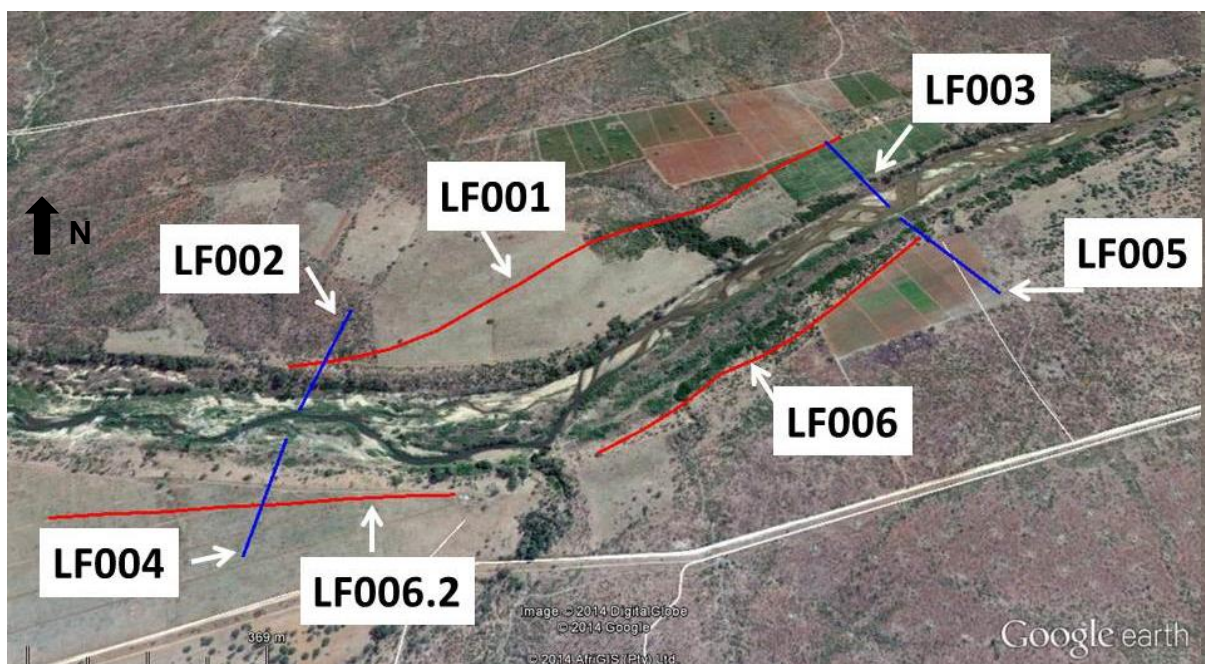 LF003
LF001
N
LF002
LF005
LF006
LF004
LF006.2
Image © 2014 DigitalGlobe
© 2014 Google
369 m
© 2014 AfriGIS (Pty) Ltd.
Google earth